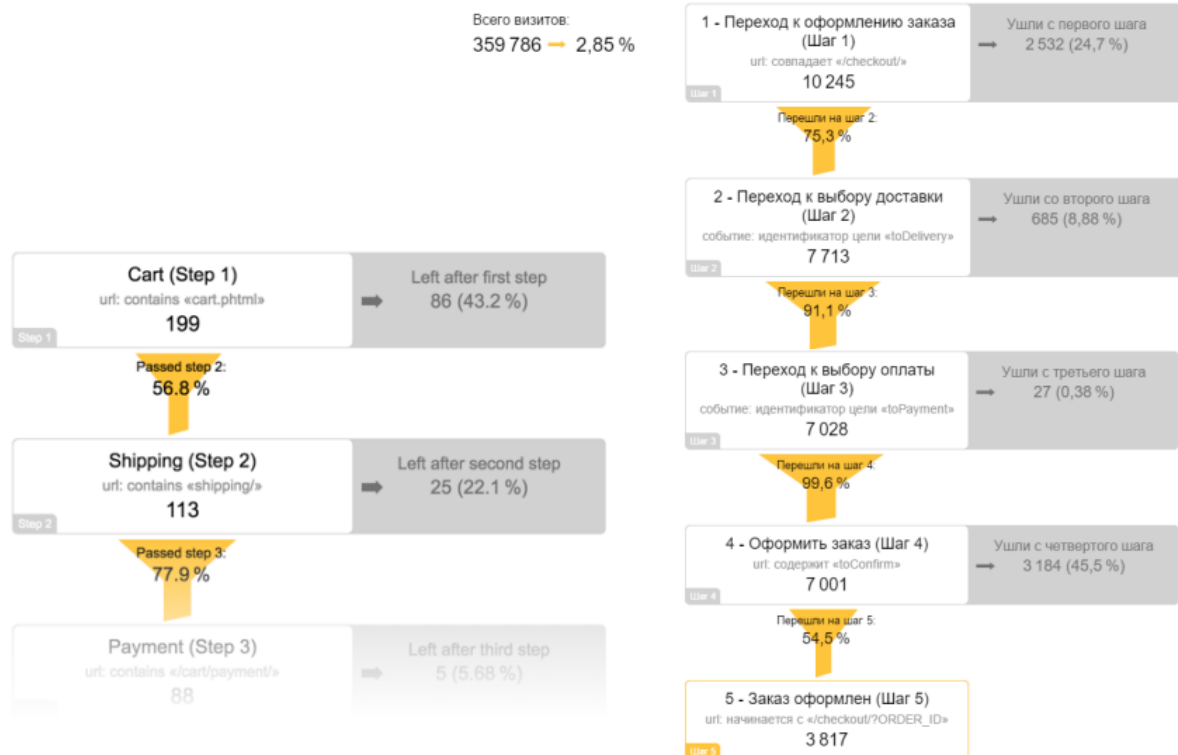 Всего визитов:
359 786 → 2,85 %
Cart (Step 1)
url: contains «cart.phtml»
199
Step 1
Left after first step
86 (43.2 %)
Passed step 2:
56.8 %
Shipping (Step 2)
url: contains «shipping/»
113
Step 2
Left after second step
25 (22.1 %)
Passed step 3:
77.9 %
Payment (Step 3)
url: contains «/cart/payment/»
88
Left after third step
5 (5.68 %)
1 - Переход к оформлению заказа
(Шаг 1)
url: совпадает «/checkout/»
10 245
Шаг 1
Ушли с первого шага
2 532 (24,7 %)
Перешли на шаг 2:
75,3 %
2 - Переход к выбору доставки
(Шаг 2)
событие: идентификатор цели «toDelivery»
7 713
Шаг 2
Ушли со второго шага
685 (8,88 %)
Перешли на шаг 3:
91,1 %
3 - Переход к выбору оплаты
(Шаг 3)
событие: идентификатор цели «toPayment»
7 028
Шаг 3
Ушли с третьего шага
27 (0,38 %)
Перешли на шаг 4:
99,6 %
4 - Оформить заказ (Шаг 4)
url: содержит «toConfirm»
7 001
Шаг 4
Ушли с четвертого шага
3 184 (45,5 %)
Перешли на шаг 5:
54,5 %
5 - Заказ оформлен (Шаг 5)
url: начинается с «/checkout/?ORDER_ID»
3 817
Шаг 5